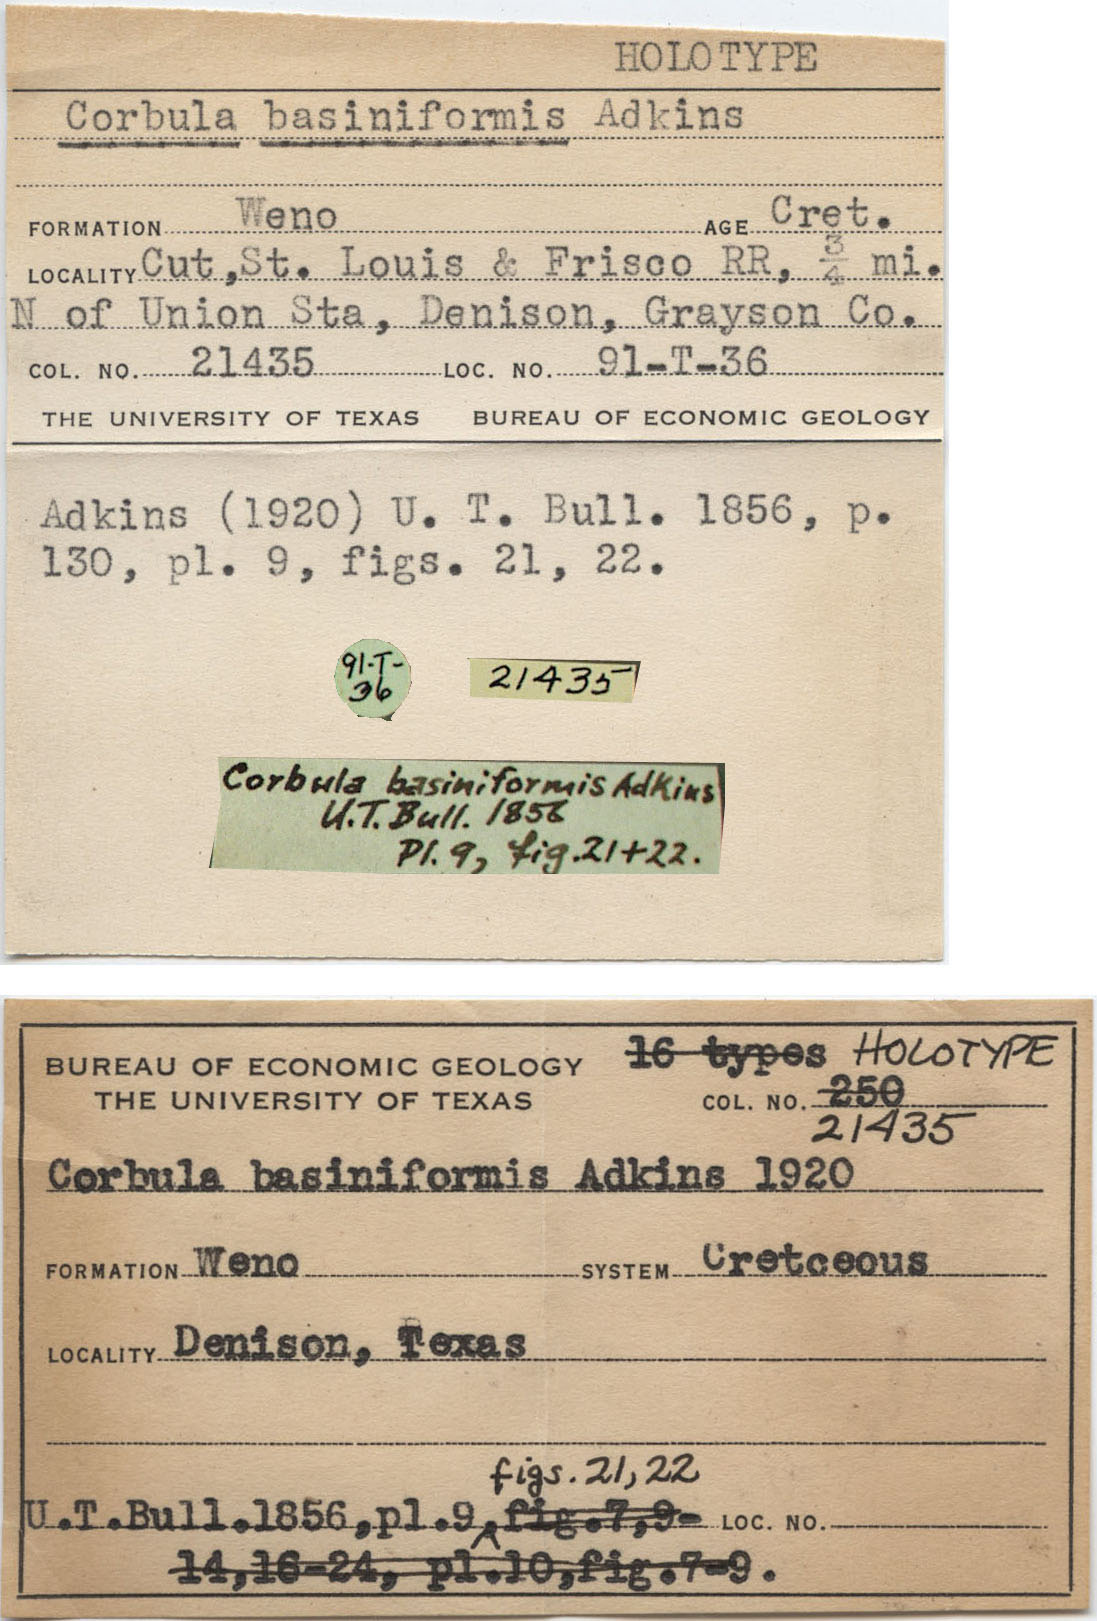 HOLOTYPE
Corbula basiniformis Adkins
FORMATION Weno AGE Cret.
LOCALITY Cut, St. Louis & Frisco RR, 3/4 mi.
N of Union Sta, Denison, Grayson Co.
COL. NO. 21435 LOC. NO. 91-T-36
THE UNIVERSITY OF TEXAS BUREAU OF ECONOMIC GEOLOGY
Adkins (1920) U. T. Bull. 1856, p.
130, pl. 9, figs. 21, 22.
91-T-
36
21435
Corbula basiniformis Adkins
U.T. Bull. 1856
Pl. 9, fig. 21+22.
16 types HOLOTYPE
BUREAU OF ECONOMIC GEOLOGY
THE UNIVERSITY OF TEXAS
COL. NO. 250
21435
Corbula basiniformis Adkins 1920
FORMATION Weno SYSTEM Cretceous
LOCALITY Denison, Texas
figs. 21, 22
U.T.Bull.1856,pl.9,fig.7,9- LOC. NO.
14,16-24, pl.10,fig.7-9.